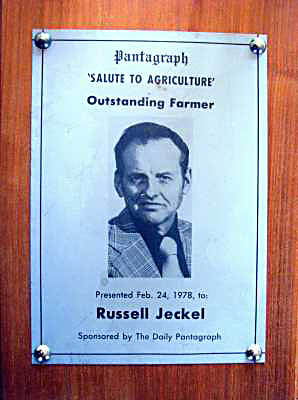 Pantagraph
'SALUTE TO AGRICULTURE'
Outstanding Farmer
Presented Feb. 24, 1978, to:
Russell Jeckel
Sponsored by The Daily Pantagraph